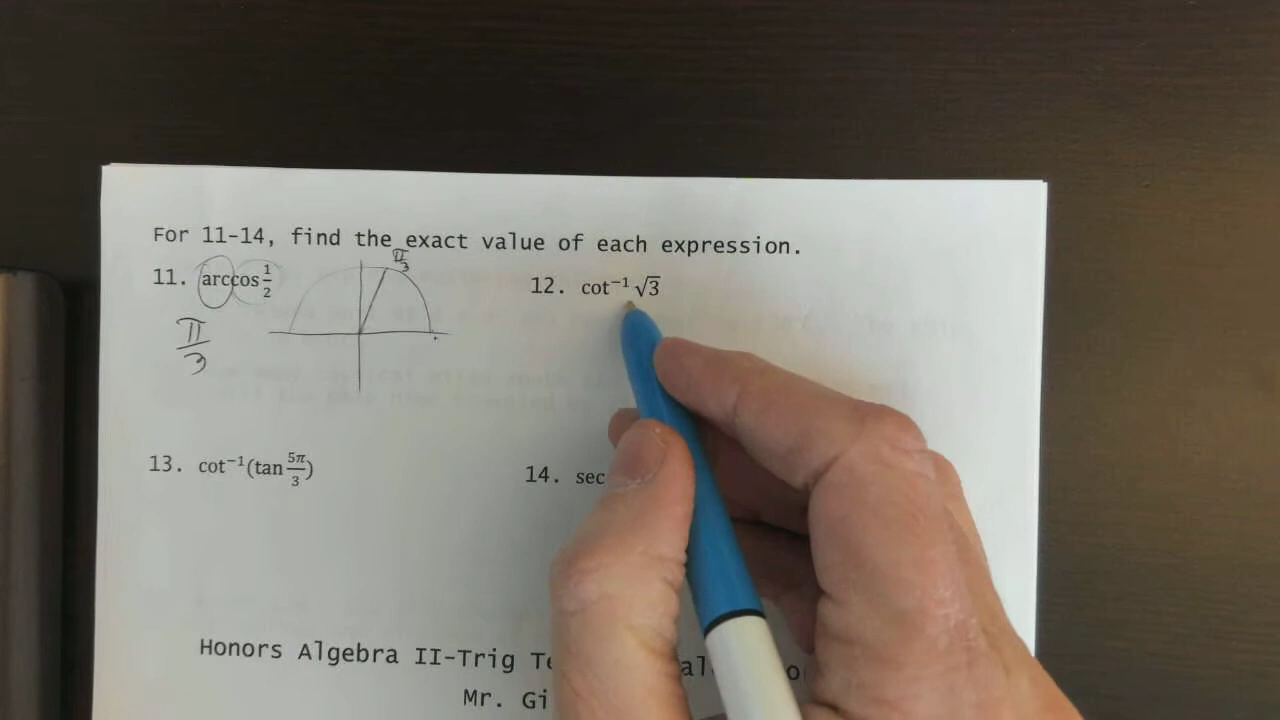 For 11-14, find the exact value of each expression.
11. arccos 1/2
π/3
π/3
12. cot⁻¹ √3
13. cot⁻¹(tan 5π/3)
14. sec
Honors Algebra II-Trig
Mr.